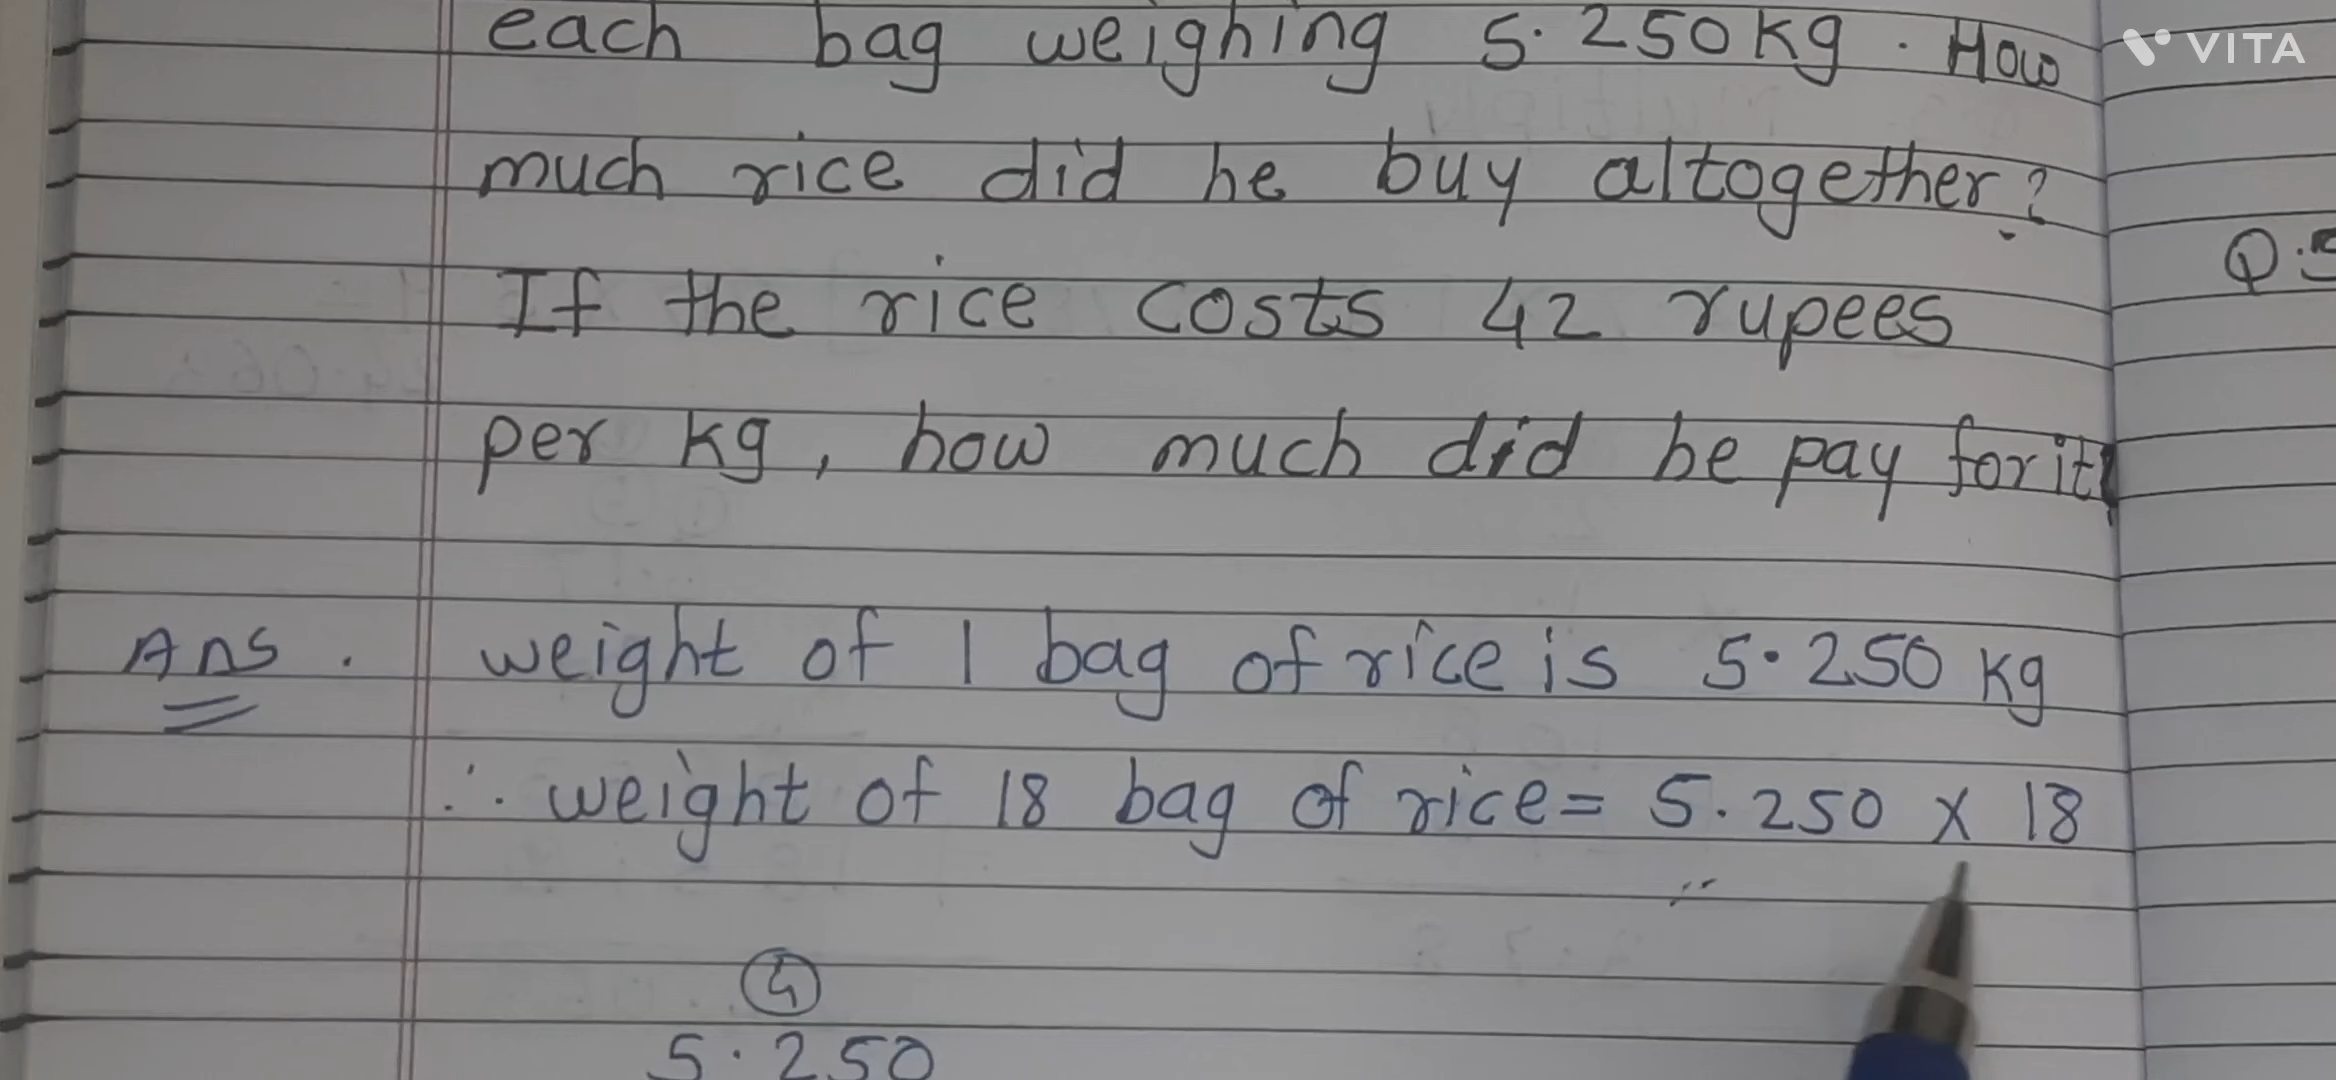 each bag weighing 5.250 kg. How
VITA
much rice did he buy altogether?
If the rice costs 42 rupees
per kg, how much did he pay for it
Ans. weight of 1 bag of rice is 5.250 kg
∴ weight of 18 bag of rice = 5.250 × 18
4
5.250